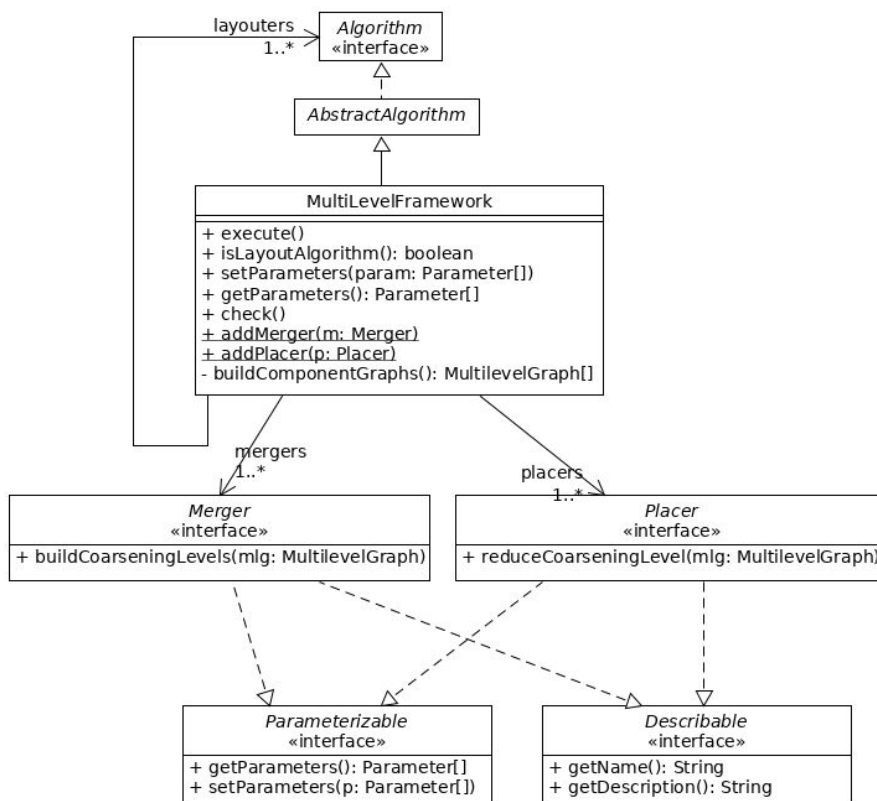 layouters
1..*
Algorithm
«interface»
AbstractAlgorithm
MultiLevelFramework
+ execute()
+ isLayoutAlgorithm(): boolean
+ setParameters(param: Parameter[])
+ getParameters(): Parameter[]
+ check()
+ addMerger(m: Merger)
+ addPlacer(p: Placer)
- buildComponentGraphs(): MultilevelGraph[]
mergers
1..*
placers
1..*
Merger
«interface»
+ buildCoarseningLevels(mlg: MultilevelGraph)
Placer
«interface»
+ reduceCoarseningLevel(mlg: MultilevelGraph)
Parameterizable
«interface»
+ getParameters(): Parameter[]
+ setParameters(p: Parameter[])
Describable
«interface»
+ getName(): String
+ getDescription(): String